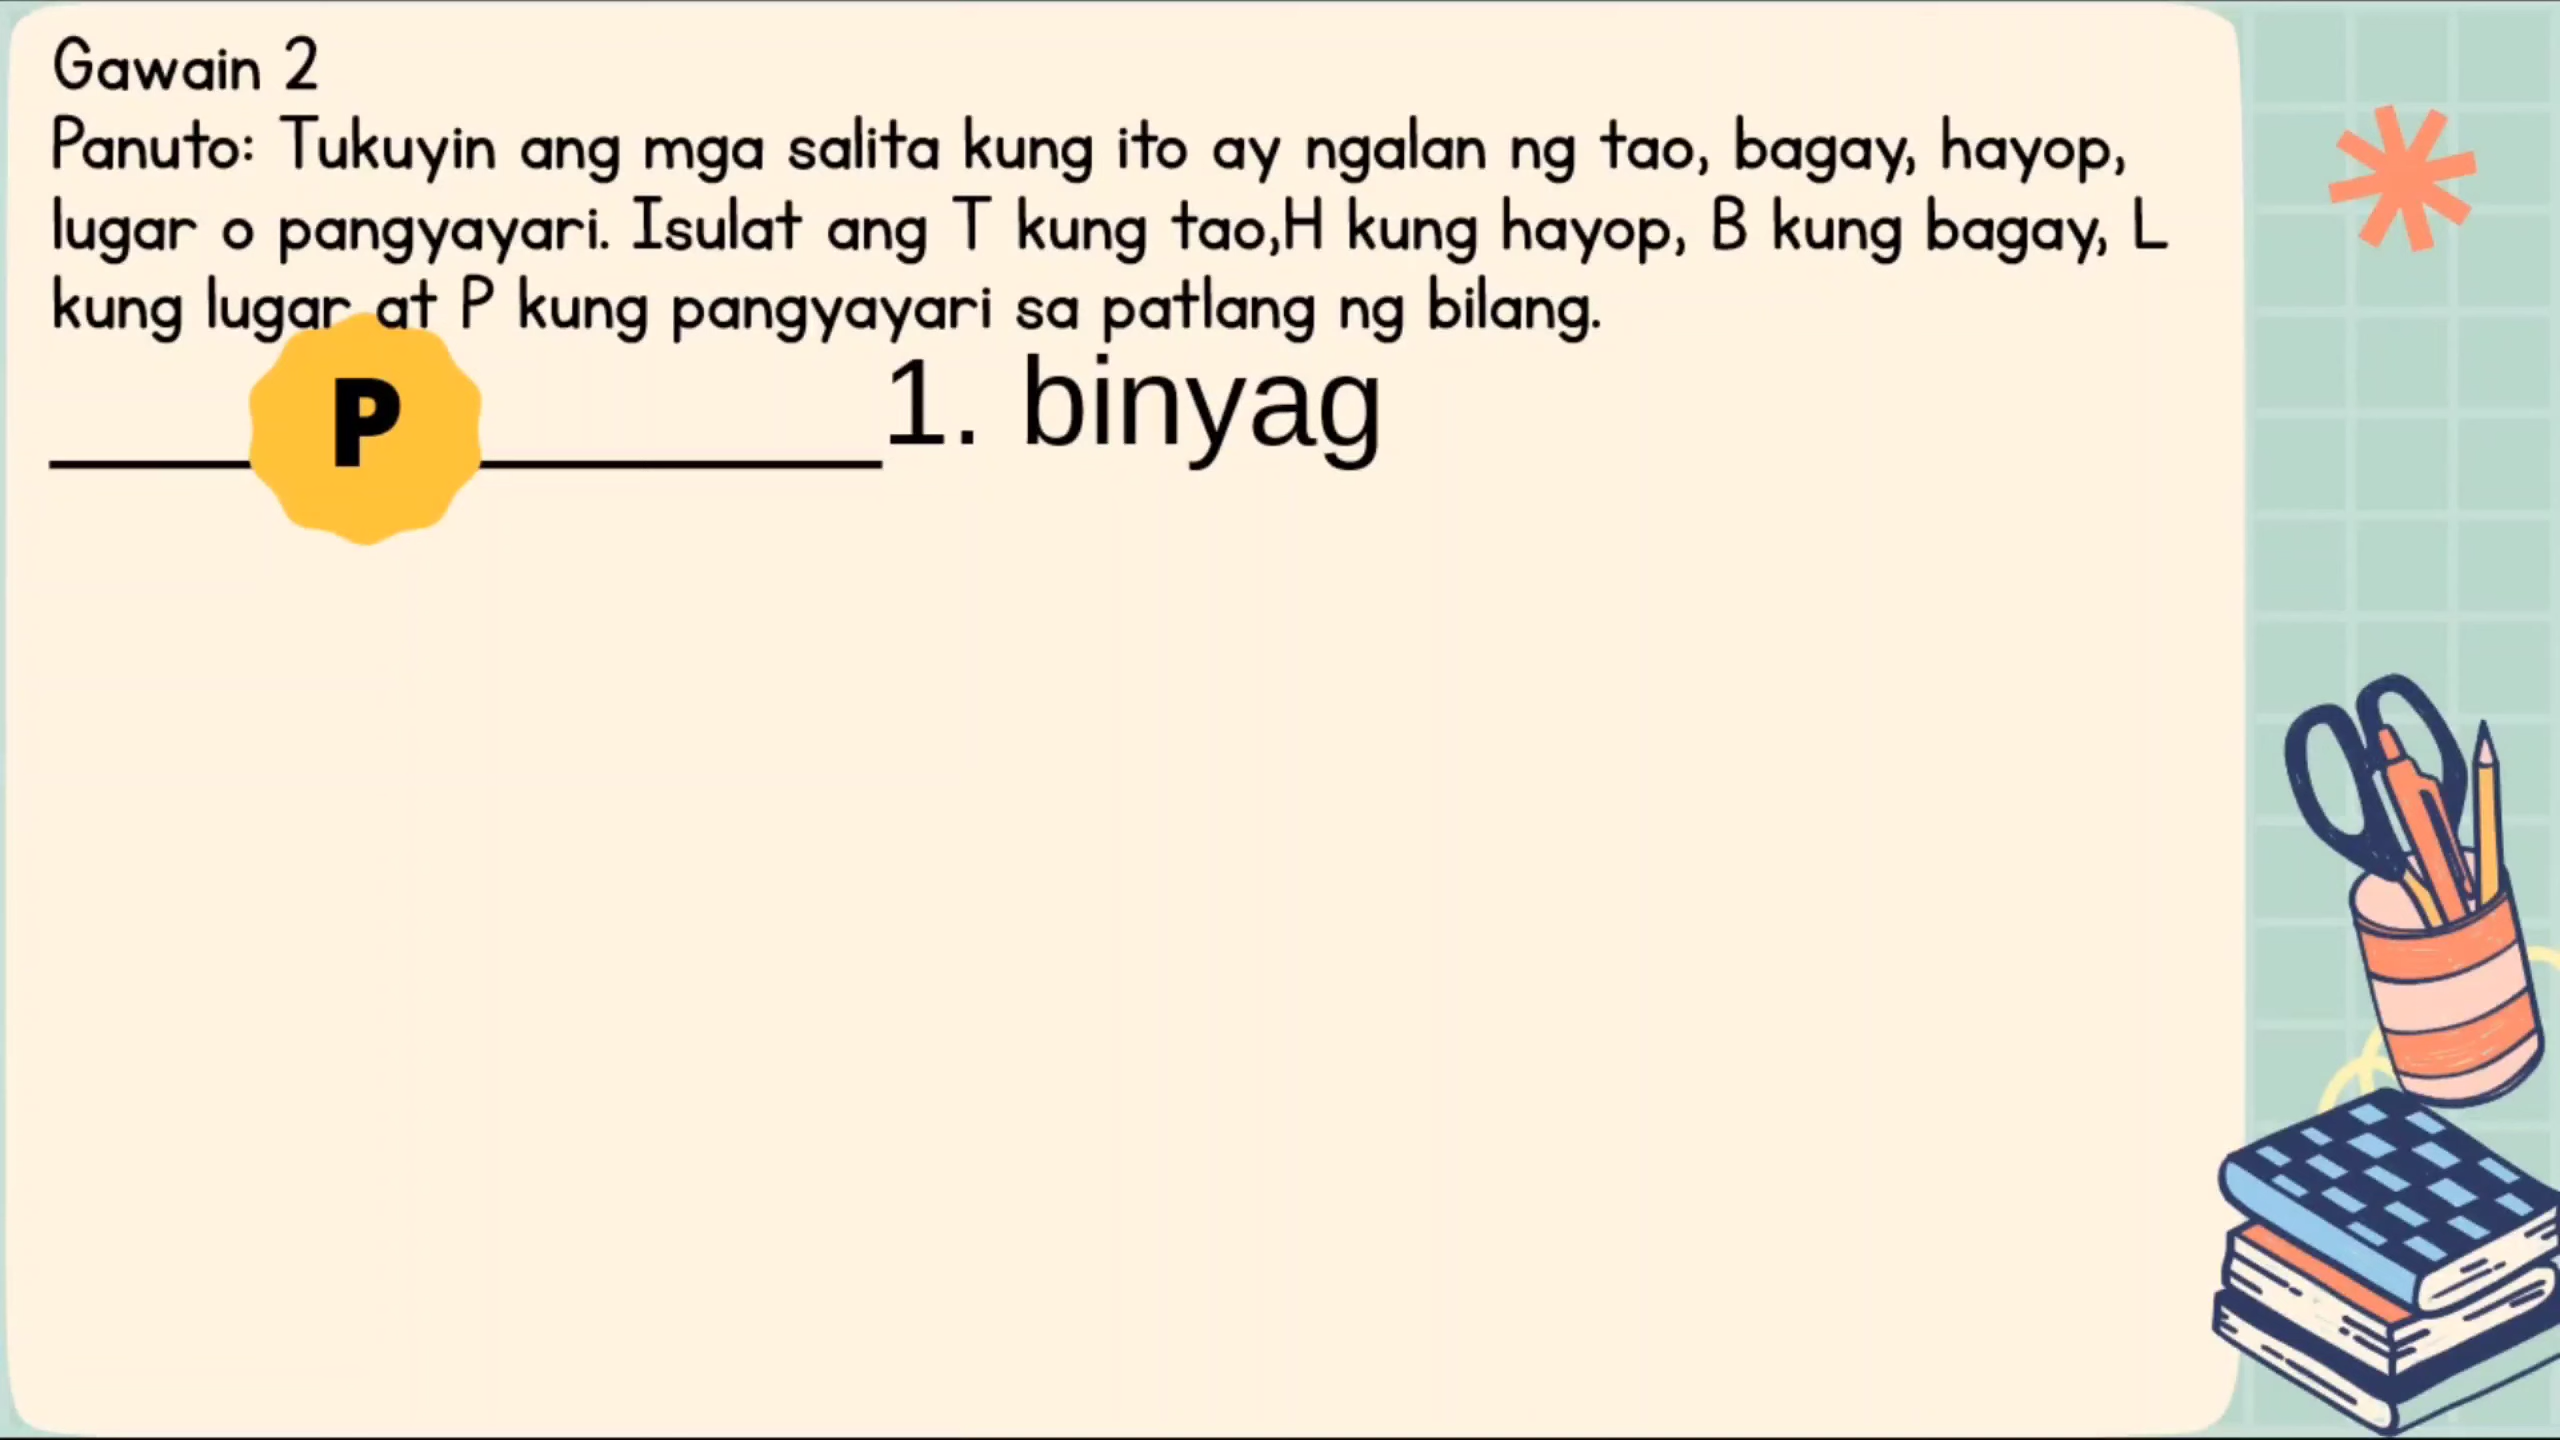 Gawain 2
Panuto: Tukuyin ang mga salita kung ito ay ngalan ng tao, bagay, hayop,
lugar o pangyayari. Isulat ang T kung tao,H kung hayop, B kung bagay, L
kung lugar at P kung pangyayari sa patlang ng bilang.
P 1. binyag